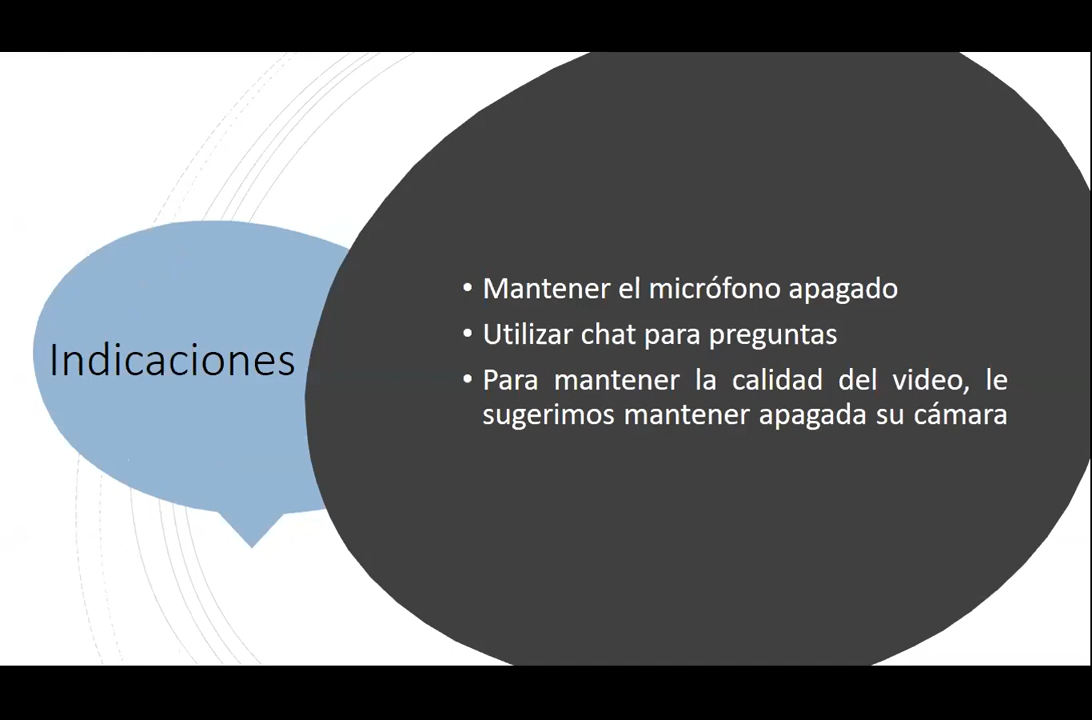 Indicaciones
• Mantener el micrófono apagado
• Utilizar chat para preguntas
• Para mantener la calidad del video, le
sugerimos mantener apagada su cámara